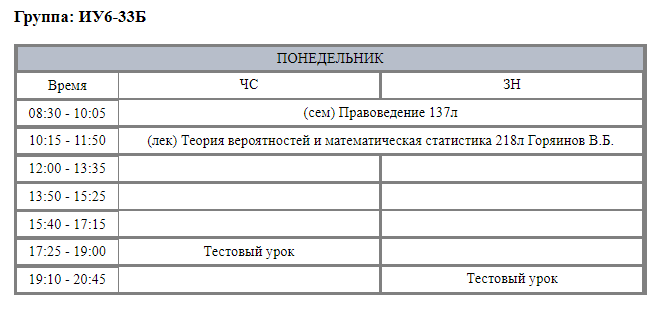 Группа: ИУ6-33Б
ПОНЕДЕЛЬНИК
Время ЧС ЗН
08:30 - 10:05 (сем) Правоведение 137л
10:15 - 11:50 (лек) Теория вероятностей и математическая статистика 218л Горяинов В.Б.
12:00 - 13:35
13:50 - 15:25
15:40 - 17:15
17:25 - 19:00 Тестовый урок
19:10 - 20:45 Тестовый урок